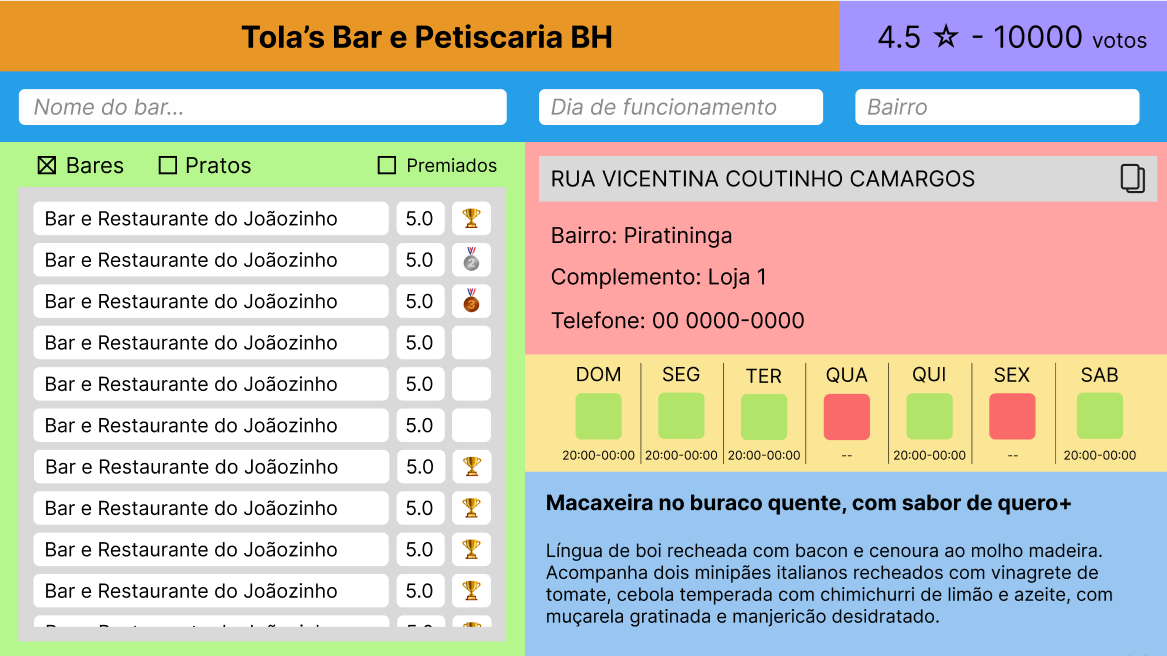 Tola’s Bar e Petiscaria BH
4.5 ☆ - 10000 votos
Nome do bar...
Dia de funcionamento
Bairro
Bares
Pratos
Premiados
Bar e Restaurante do Joãozinho 5.0
Bar e Restaurante do Joãozinho 5.0 2
Bar e Restaurante do Joãozinho 5.0 3
Bar e Restaurante do Joãozinho 5.0
Bar e Restaurante do Joãozinho 5.0
Bar e Restaurante do Joãozinho 5.0
Bar e Restaurante do Joãozinho 5.0
Bar e Restaurante do Joãozinho 5.0
Bar e Restaurante do Joãozinho 5.0
Bar e Restaurante do Joãozinho 5.0
RUA VICENTINA COUTINHO CAMARGOS
Bairro: Piratininga
Complemento: Loja 1
Telefone: 00 0000-0000
DOM SEG TER QUA QUI SEX SAB
20:00-00:00 20:00-00:00 20:00-00:00 -- 20:00-00:00 -- 20:00-00:00
Macaxeira no buraco quente, com sabor de quero+
Língua de boi recheada com bacon e cenoura ao molho madeira.
Acompanha dois minipães italianos recheados com vinagrete de
tomate, cebola temperada com chimichurri de limão e azeite, com
muçarela gratinada e manjericão desidratado.